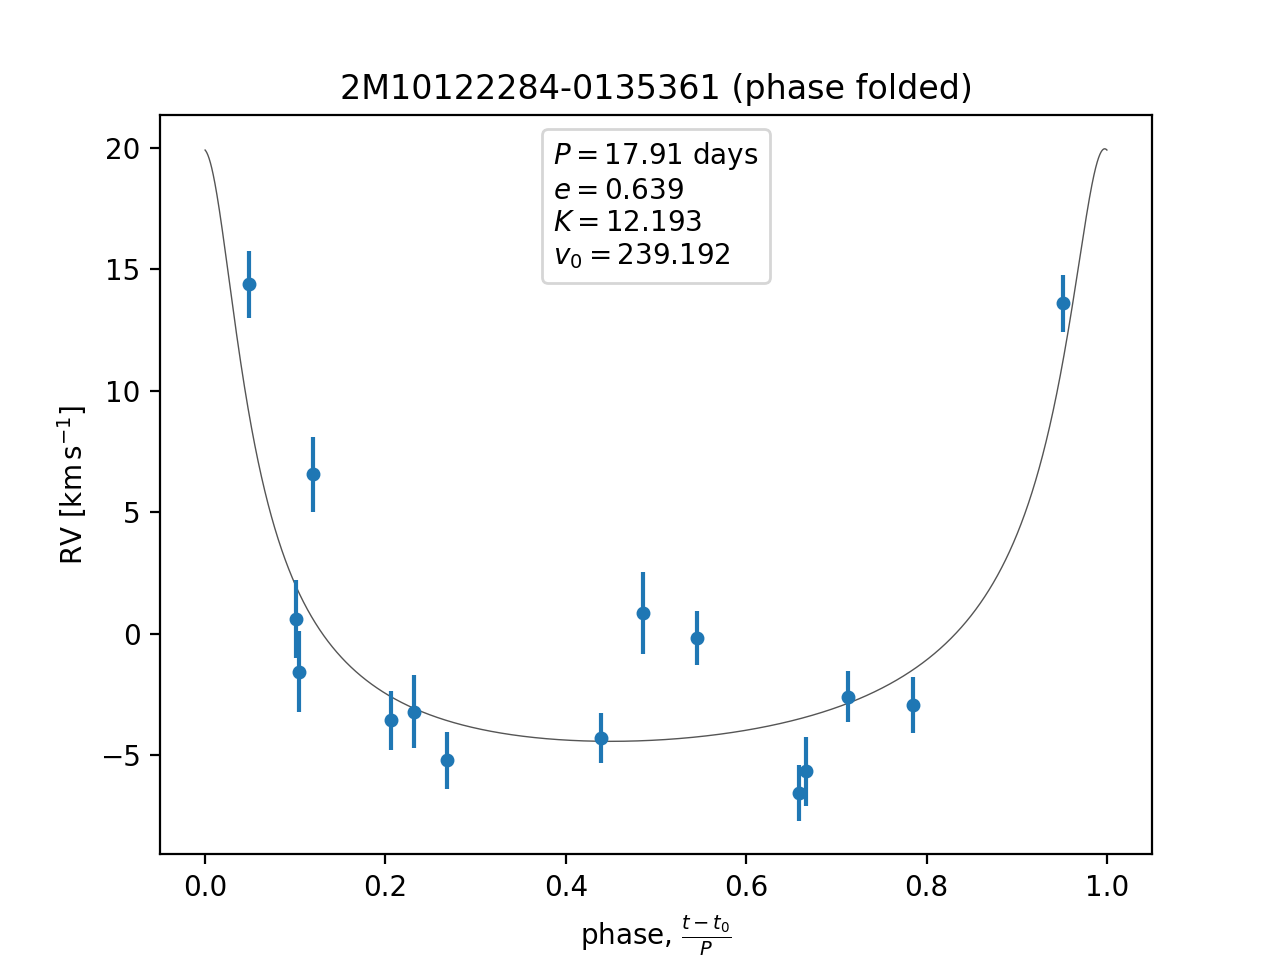 2M10122284-0135361 (phase folded)
P = 17.91 days
e = 0.639
K = 12.193
v₀ = 239.192
20
15
10
5
0
−5
RV [km s⁻¹]
0.0 0.2 0.4 0.6 0.8 1.0
phase, (t − t₀)/P